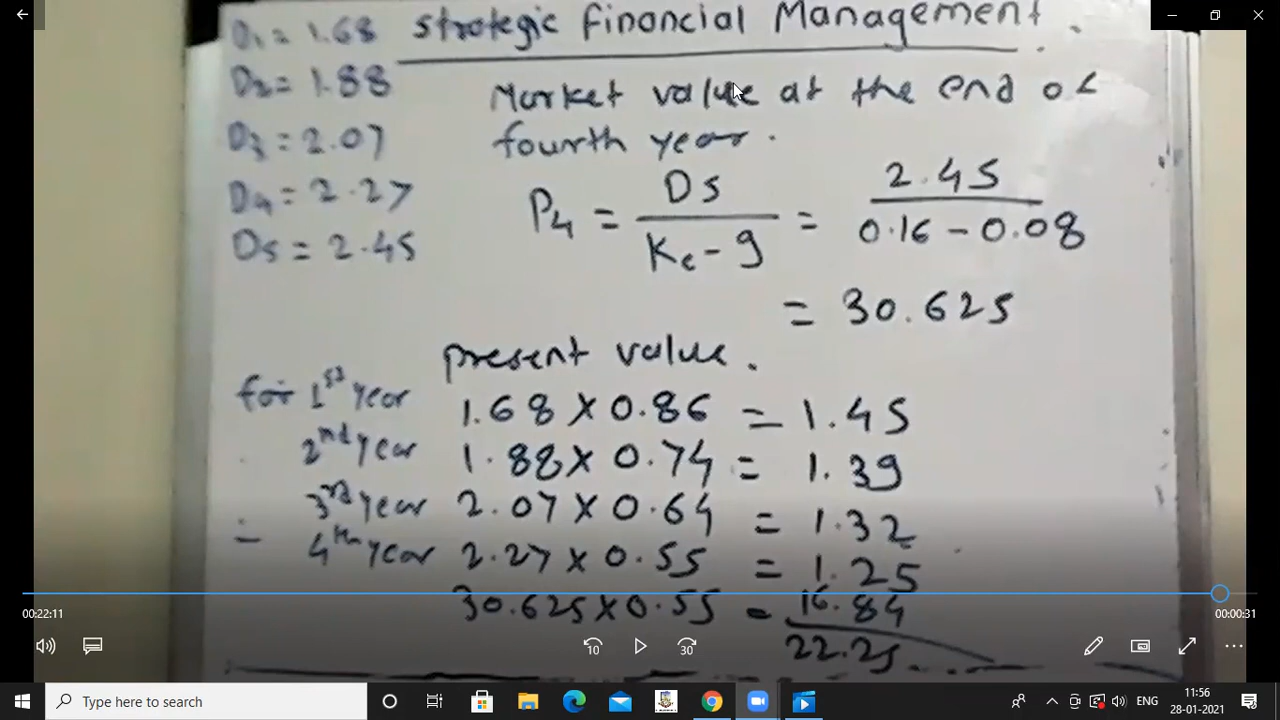 D1 = 1.68
D2 = 1.88
D3 = 2.07
D4 = 2.27
D5 = 2.45
Strategic Financial Management.
Market value at the end of
fourth year.
P4 = D5 / Ke - g = 2.45 / 0.16 - 0.08
= 30.625
present value.
for 1st year 1.68 X 0.86 = 1.45
2nd year 1.88 X 0.74 = 1.39
3rd year 2.07 X 0.64 = 1.32
4th year 2.27 X 0.55 = 1.25
30.625 X 0.55 = 16.84
22.25
00:22:11
00:00:31
10
30
Type here to search
ENG
11:56
28-01-2021